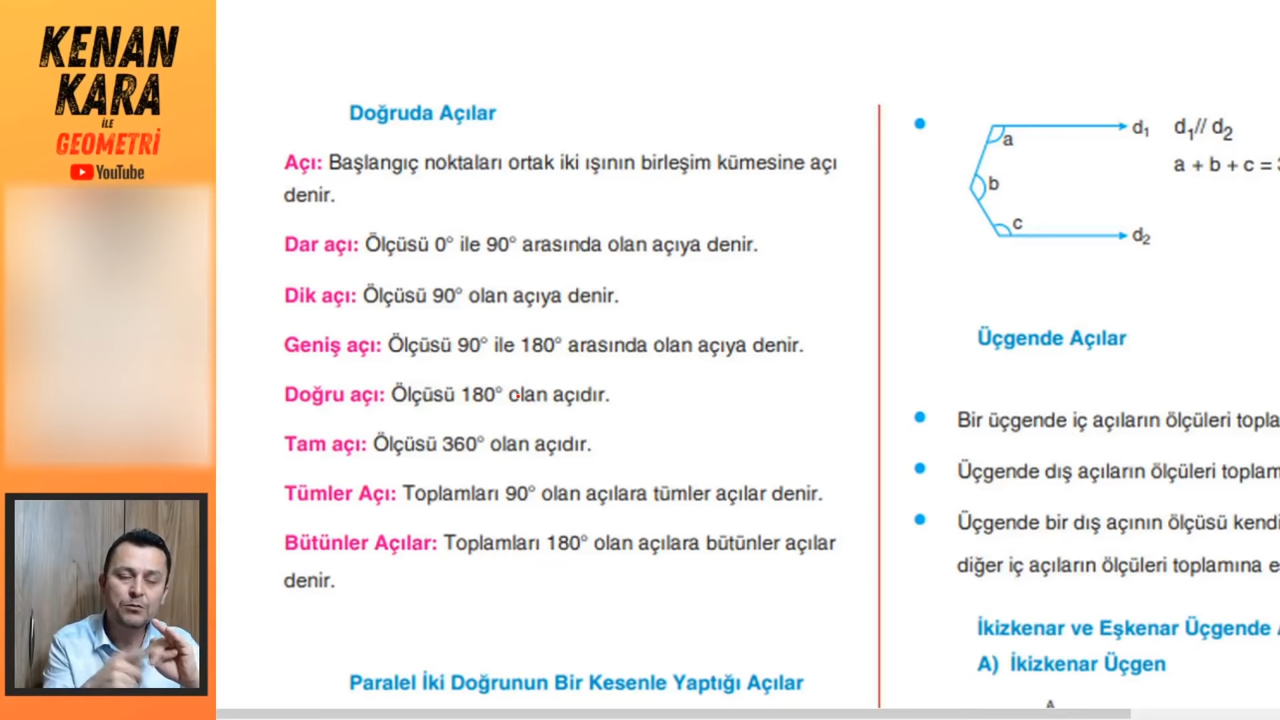 KENAN
KARA
İLE
GEOMETRİ
YouTube
Doğruda Açılar
Açı: Başlangıç noktaları ortak iki ışının birleşim kümesine açı
denir.
Dar açı: Ölçüsü 0° ile 90° arasında olan açıya denir.
Dik açı: Ölçüsü 90° olan açıya denir.
Geniş açı: Ölçüsü 90° ile 180° arasında olan açıya denir.
Doğru açı: Ölçüsü 180° olan açıdır.
Tam açı: Ölçüsü 360° olan açıdır.
Tümler Açı: Toplamları 90° olan açılara tümler açılar denir.
Bütünler Açılar: Toplamları 180° olan açılara bütünler açılar
denir.
Paralel İki Doğrunun Bir Kesenle Yaptığı Açılar
a d₁ d₁// d₂
a + b + c =
b
c
d₂
Üçgende Açılar
Bir üçgende iç açıların ölçüleri topla
Üçgende dış açıların ölçüleri toplam
Üçgende bir dış açının ölçüsü kendi
diğer iç açıların ölçüleri toplamına e
İkizkenar ve Eşkenar Üçgende
A) İkizkenar Üçgen